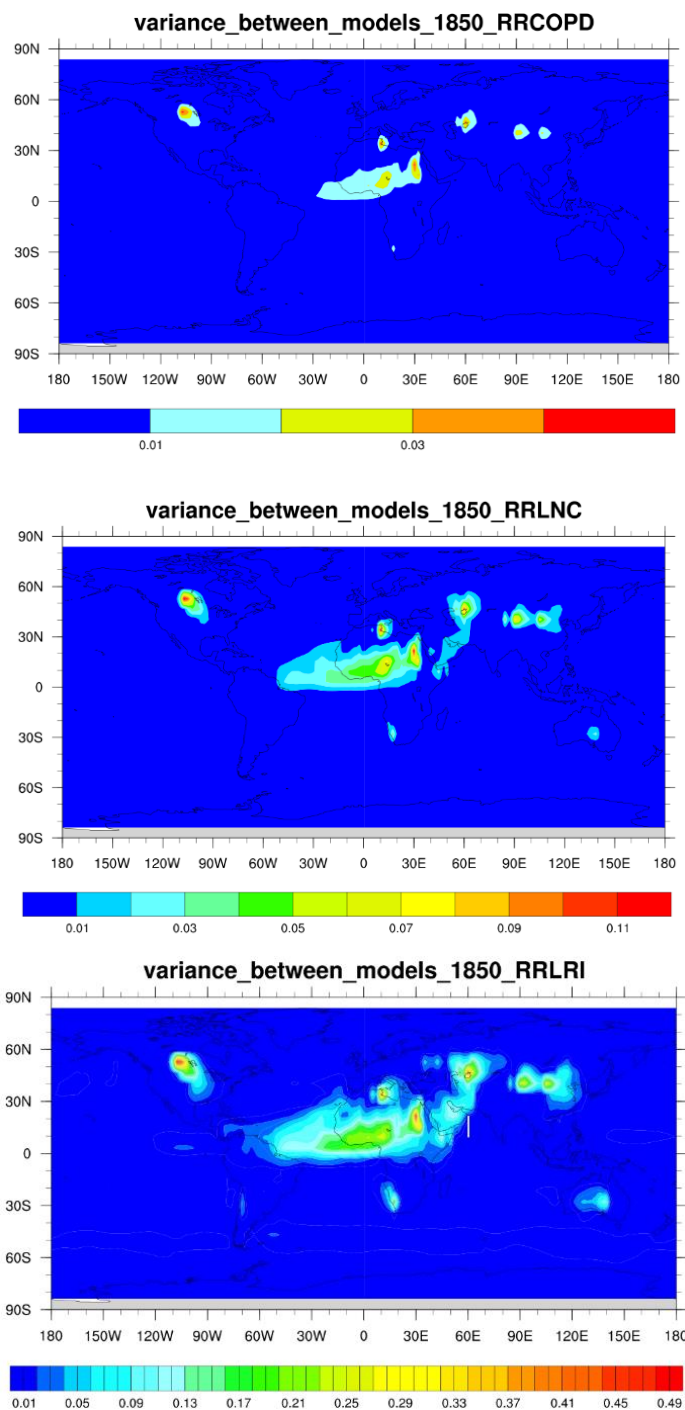 variance_between_models_1850_RRCOPD
90N
60N
30N
0
30S
60S
90S
180 150W 120W 90W 60W 30W 0 30E 60E 90E 120E 150E 180
0.01 0.03
variance_between_models_1850_RRLNC
90N
60N
30N
0
30S
60S
90S
180 150W 120W 90W 60W 30W 0 30E 60E 90E 120E 150E 180
0.01 0.03 0.05 0.07 0.09 0.11
variance_between_models_1850_RRLRI
90N
60N
30N
0
30S
60S
90S
180 150W 120W 90W 60W 30W 0 30E 60E 90E 120E 150E 180
0.01 0.05 0.09 0.13 0.17 0.21 0.25 0.29 0.33 0.37 0.41 0.45 0.49